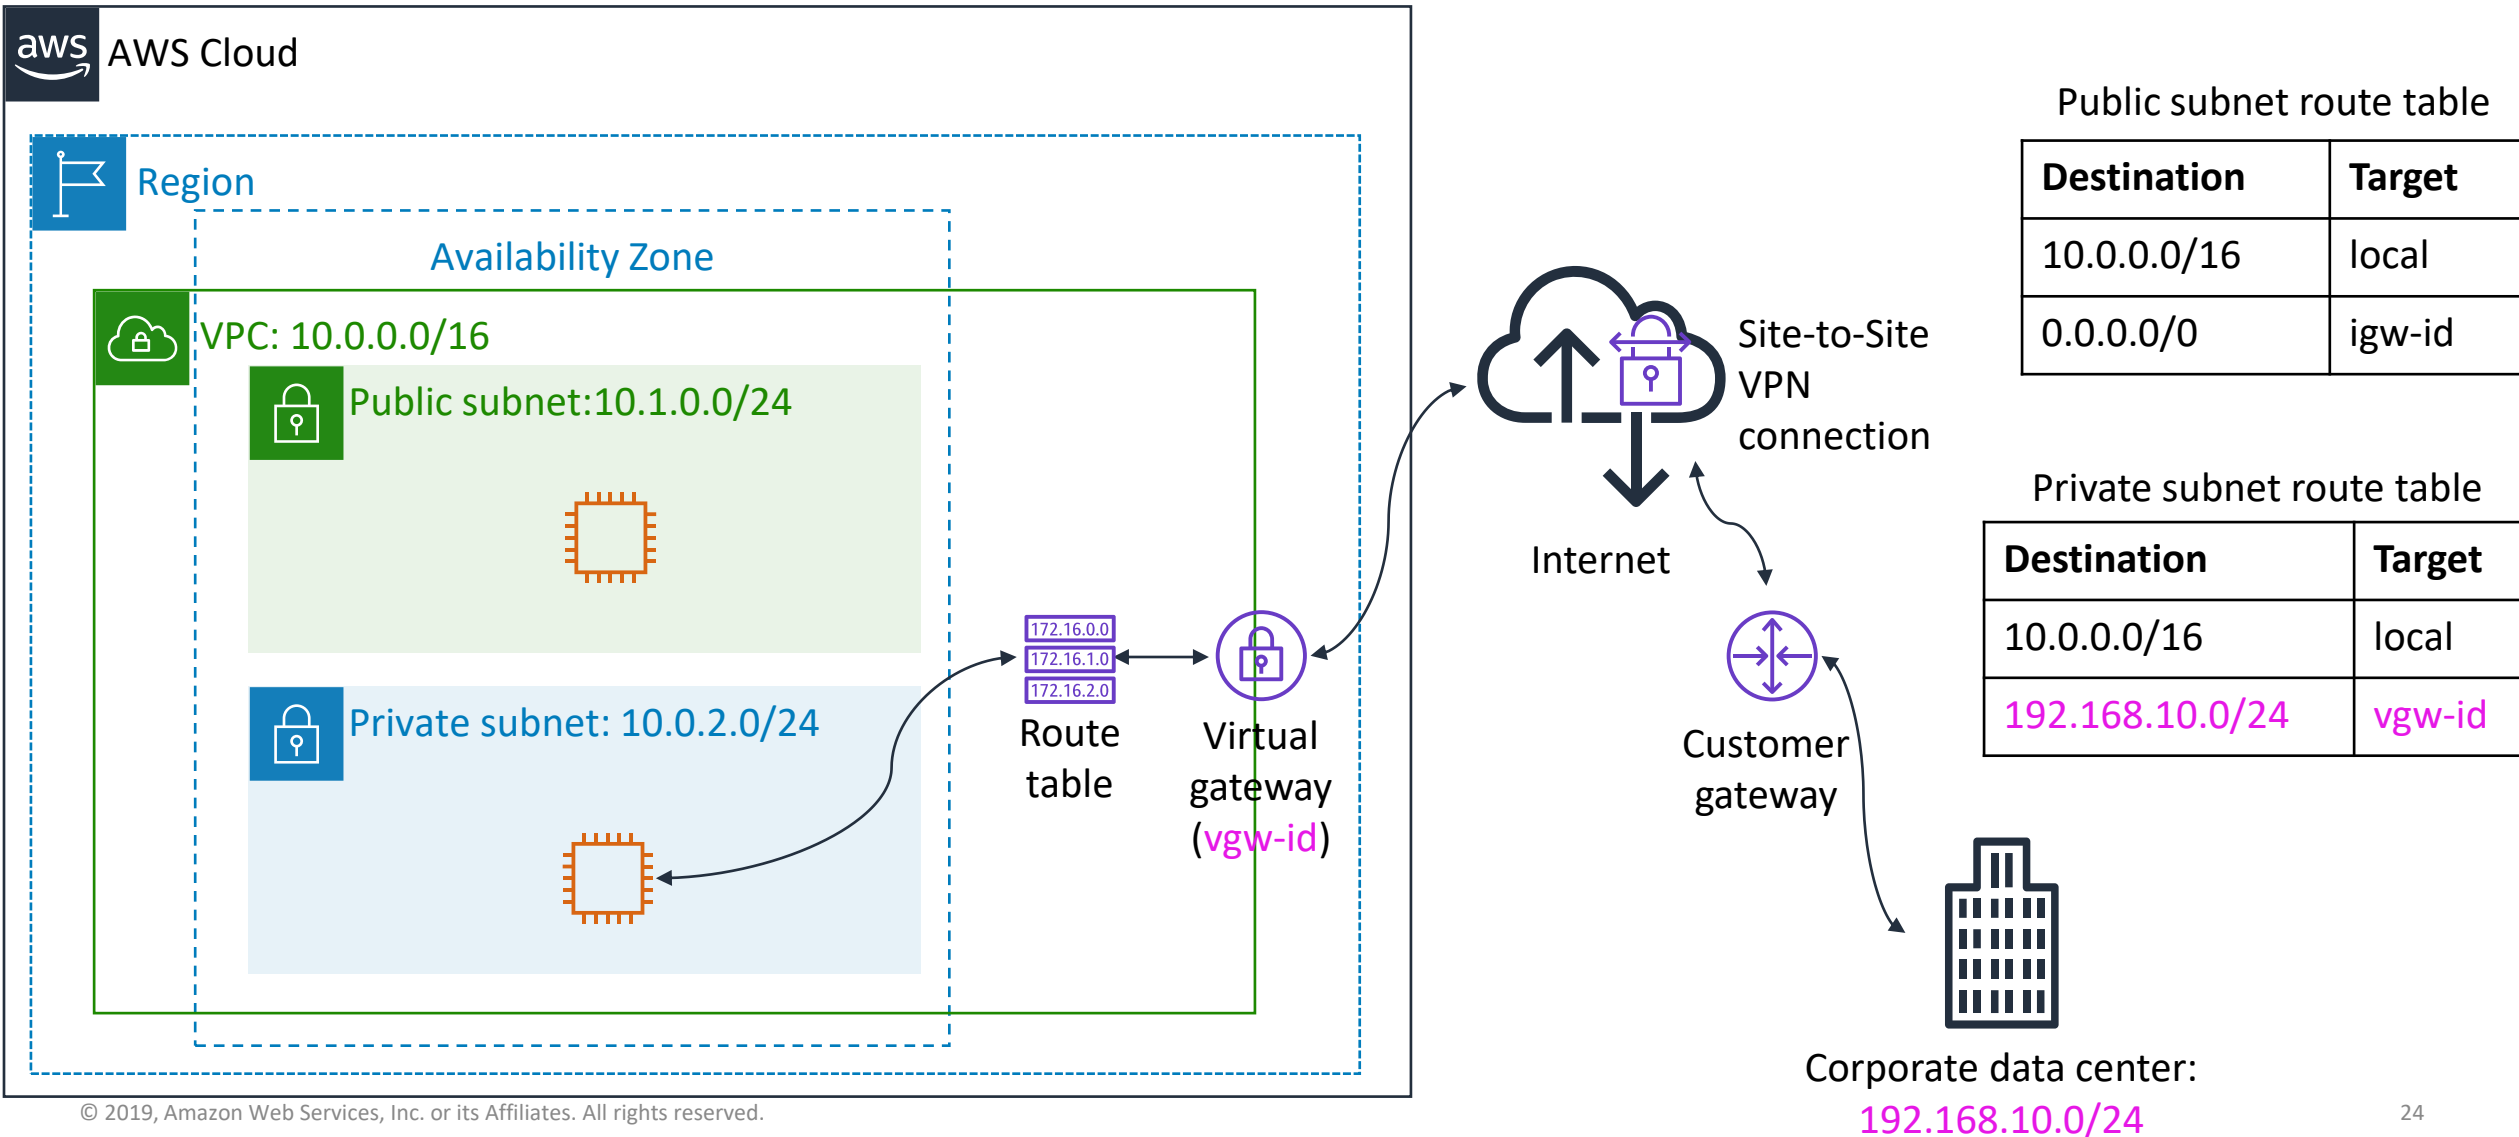 aws
AWS Cloud
Region
Availability Zone
VPC: 10.0.0.0/16
Public subnet:10.1.0.0/24
Private subnet: 10.0.2.0/24
172.16.0.0
172.16.1.0
172.16.2.0
Route
table
Virtual
gateway
(vgw-id)
Site-to-Site
VPN
connection
Internet
Customer
gateway
Corporate data center:
192.168.10.0/24
Public subnet route table
Destination Target
10.0.0.0/16 local
0.0.0.0/0 igw-id
Private subnet route table
Destination Target
10.0.0.0/16 local
192.168.10.0/24 vgw-id
© 2019, Amazon Web Services, Inc. or its Affiliates. All rights reserved.
24